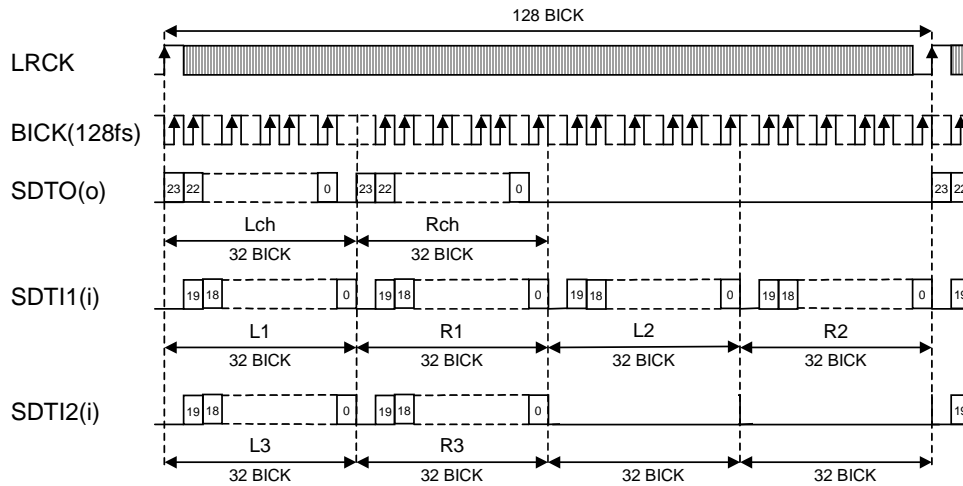 128 BICK
LRCK
BICK(128fs)
SDTO(o)
23 22 0 23 22 0 23 22
Lch Rch
32 BICK 32 BICK
SDTI1(i)
19 18 0 19 18 0 19 18 0 19 18 0 19
L1 R1 L2 R2
32 BICK 32 BICK 32 BICK 32 BICK
SDTI2(i)
19 18 0 19 18 0 19
L3 R3
32 BICK 32 BICK 32 BICK 32 BICK